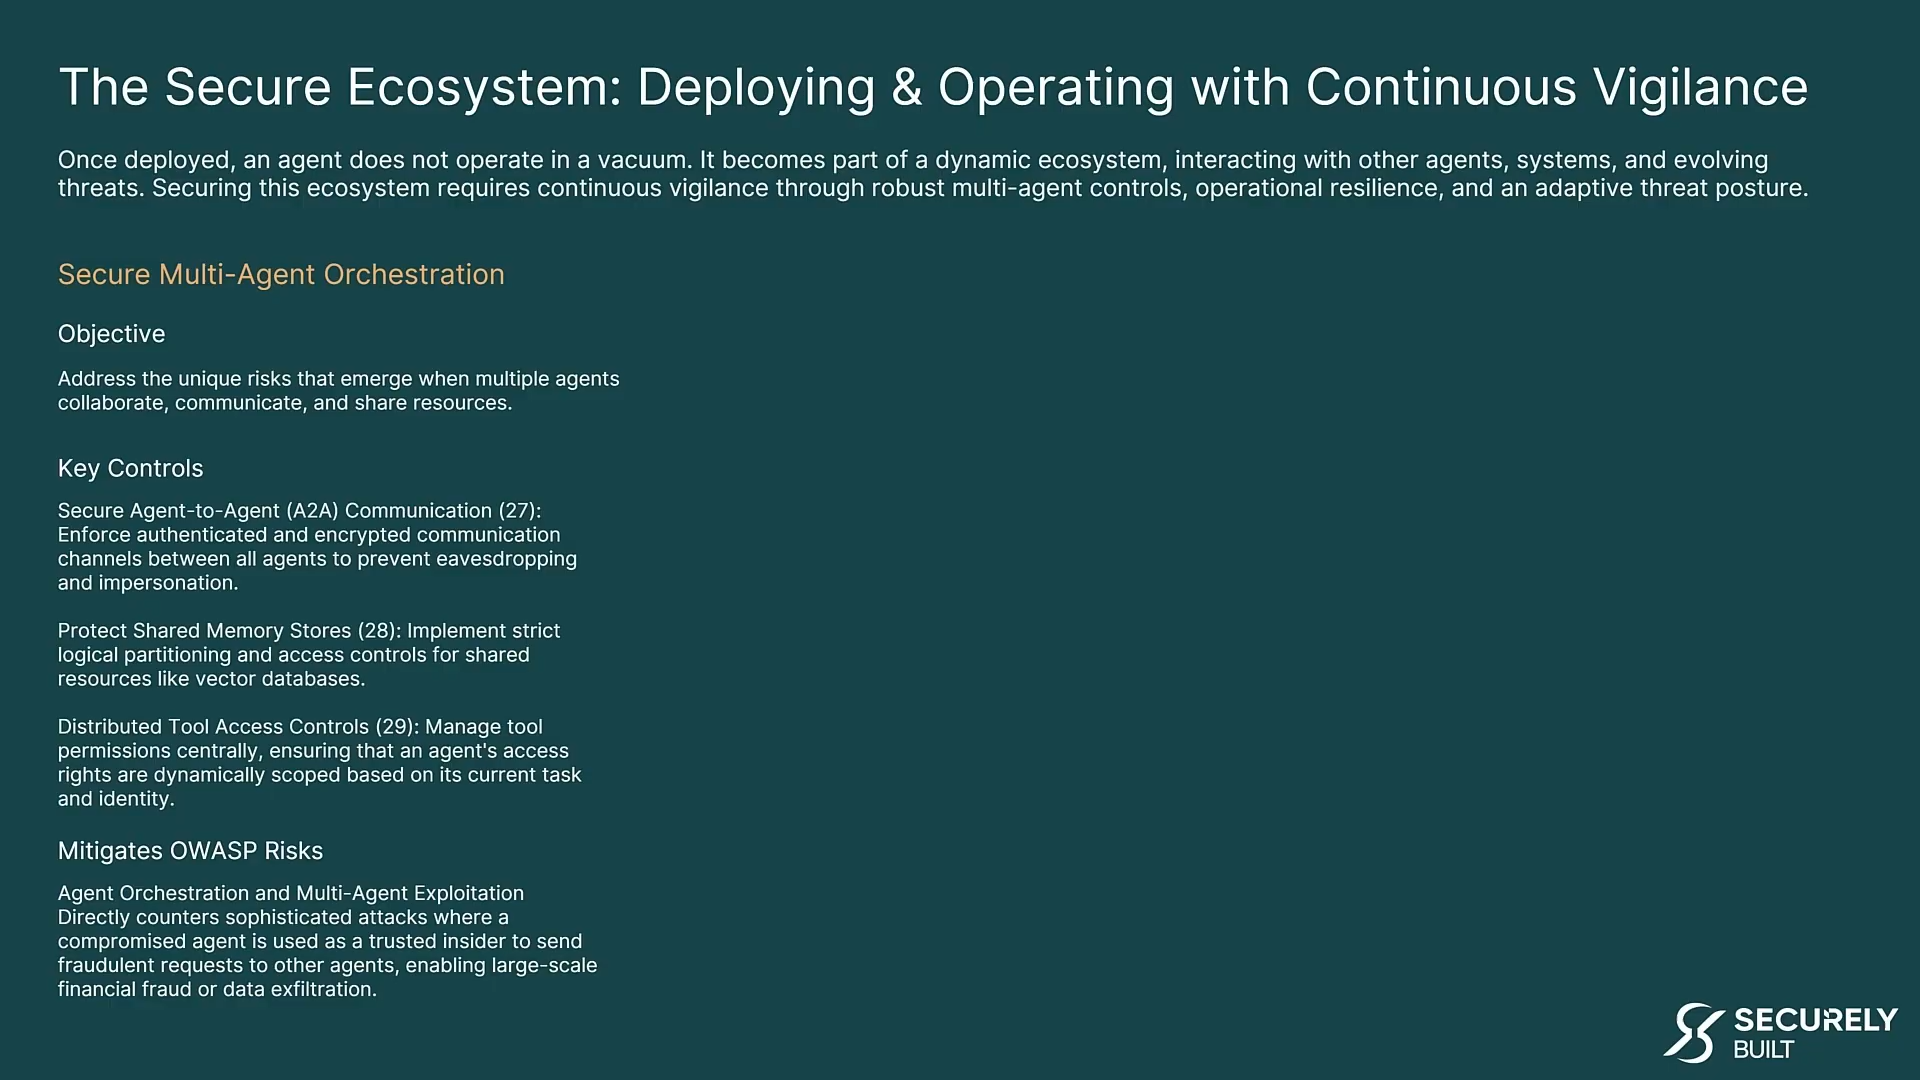 The Secure Ecosystem: Deploying & Operating with Continuous Vigilance
Once deployed, an agent does not operate in a vacuum. It becomes part of a dynamic ecosystem, interacting with other agents, systems, and evolving
threats. Securing this ecosystem requires continuous vigilance through robust multi-agent controls, operational resilience, and an adaptive threat posture.
Secure Multi-Agent Orchestration
Objective
Address the unique risks that emerge when multiple agents
collaborate, communicate, and share resources.
Key Controls
Secure Agent-to-Agent (A2A) Communication (27):
Enforce authenticated and encrypted communication
channels between all agents to prevent eavesdropping
and impersonation.
Protect Shared Memory Stores (28): Implement strict
logical partitioning and access controls for shared
resources like vector databases.
Distributed Tool Access Controls (29): Manage tool
permissions centrally, ensuring that an agent's access
rights are dynamically scoped based on its current task
and identity.
Mitigates OWASP Risks
Agent Orchestration and Multi-Agent Exploitation
Directly counters sophisticated attacks where a
compromised agent is used as a trusted insider to send
fraudulent requests to other agents, enabling large-scale
financial fraud or data exfiltration.
SECURELY
BUILT